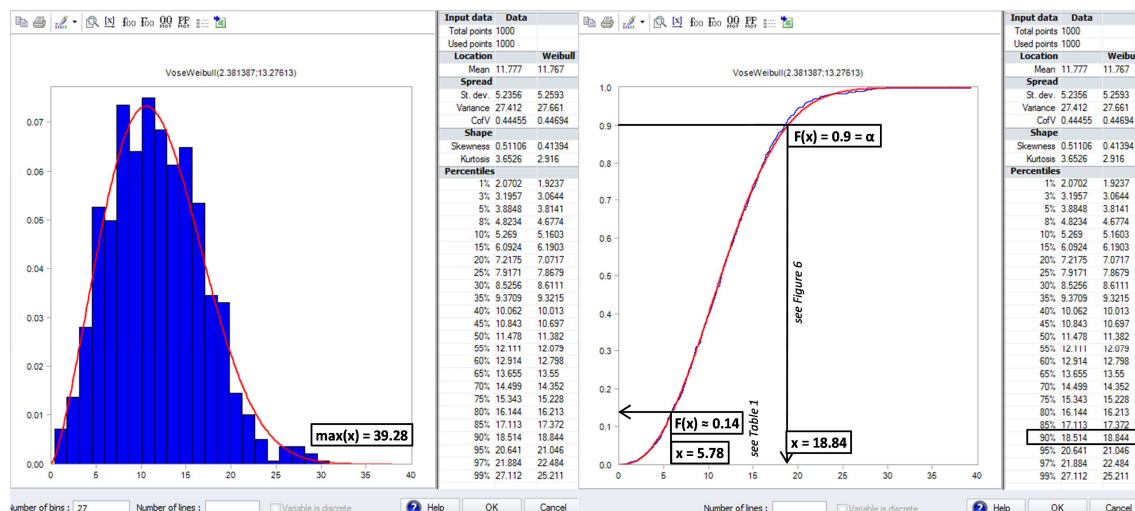 f(x) F(x) QQ PLOT PP PLOT
VoseWeibull(2.381387;13.27613)
0.07
0.06
0.05
0.04
0.03
0.02
0.01
0.00
0 5 10 15 20 25 30 35 40
max(x) = 39.28
Number of bins : 27 Number of lines : Variable is discrete Help OK Cancel
Input data Data
Total points 1000
Used points 1000
Location Weibull
Mean 11.777 11.767
Spread
St. dev. 5.2356 5.2593
Variance 27.412 27.661
CofV 0.44455 0.44694
Shape
Skewness 0.51106 0.41394
Kurtosis 3.6526 2.916
Percentiles
1% 2.0702 1.9237
3% 3.1957 3.0644
5% 3.8848 3.8141
8% 4.8234 4.6774
10% 5.269 5.1603
15% 6.0924 6.1903
20% 7.2175 7.0717
25% 7.9171 7.8679
30% 8.5256 8.6111
35% 9.3709 9.3215
40% 10.062 10.013
45% 10.843 10.697
50% 11.478 11.382
55% 12.111 12.079
60% 12.914 12.798
65% 13.655 13.55
70% 14.499 14.352
75% 15.343 15.228
80% 16.144 16.213
85% 17.113 17.372
90% 18.514 18.844
95% 20.641 21.046
97% 21.884 22.484
99% 27.112 25.211
f(x) F(x) QQ PLOT PP PLOT
VoseWeibull(2.381387;13.27613)
1.0
0.9
0.8
0.7
0.6
0.5
0.4
0.3
0.2
0.1
0.0
0 5 10 15 20 25 30 35 40
F(x) = 0.9 = α
see Figure 6
F(x) ≈ 0.14
x = 5.78
see Table 1
x = 18.84
Number of lines : Variable is discrete Help OK Cancel
Input data Data
Total points 1000
Used points 1000
Location Weibu
Mean 11.777 11.767
Spread
St. dev. 5.2356 5.2593
Variance 27.412 27.661
CofV 0.44455 0.44694
Shape
Skewness 0.51106 0.41394
Kurtosis 3.6526 2.916
Percentiles
1% 2.0702 1.9237
3% 3.1957 3.0644
5% 3.8848 3.8141
8% 4.8234 4.6774
10% 5.269 5.1603
15% 6.0924 6.1903
20% 7.2175 7.0717
25% 7.9171 7.8679
30% 8.5256 8.6111
35% 9.3709 9.3215
40% 10.062 10.013
45% 10.843 10.697
50% 11.478 11.382
55% 12.111 12.079
60% 12.914 12.798
65% 13.655 13.55
70% 14.499 14.352
75% 15.343 15.228
80% 16.144 16.213
85% 17.113 17.372
90% 18.514 18.844
95% 20.641 21.046
97% 21.884 22.484
99% 27.112 25.211